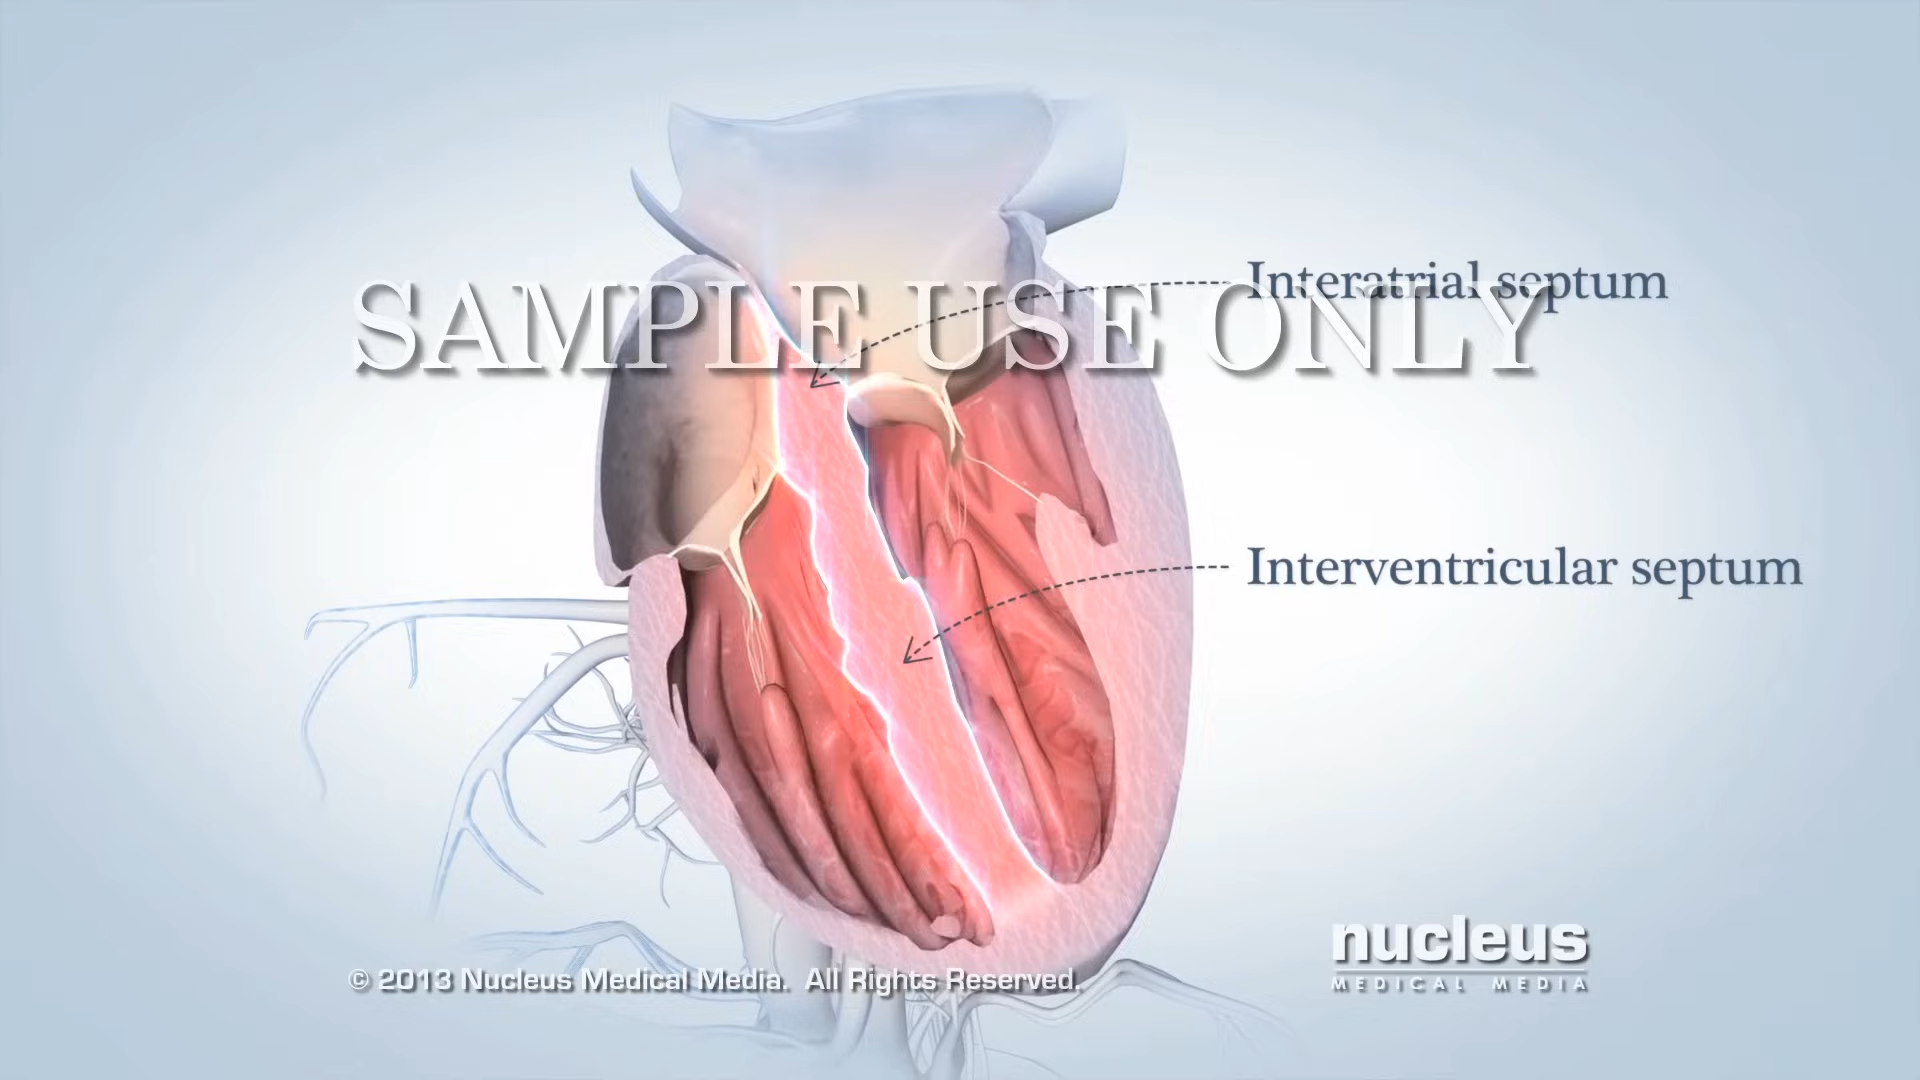 Interatrial septum
SAMPLE USE ONLY
Interventricular septum
nucleus
MEDICAL MEDIA
© 2013 Nucleus Medical Media. All Rights Reserved.